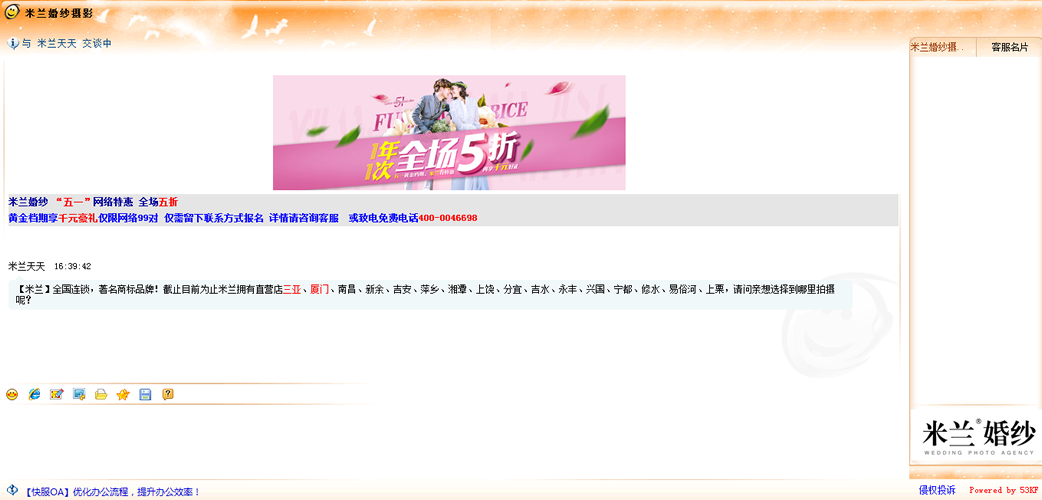 米兰婚纱摄影
与 米兰天天 交谈中
米兰婚纱摄..
客服名片
51
1年
1次
全场5折
米兰婚纱 “五一”网络特惠 全场五折
黄金档期享千元豪礼仅限网络99对 仅需留下联系方式报名 详情请咨询客服 或致电免费电话400-0046698
米兰天天 16:39:42
【米兰】全国连锁，著名商标品牌！截止目前为止米兰拥有直营店三亚、厦门、南昌、新余、吉安、萍乡、湘潭、上饶、分宜、吉水、永丰、兴国、宁都、修水、易俗河、上栗，请问亲想选择到哪里拍摄
呢？
米兰®婚纱
WEDDING PHOTO AGENCY
【快服OA】优化办公流程，提升办公效率！
侵权投诉
Powered by 53KF